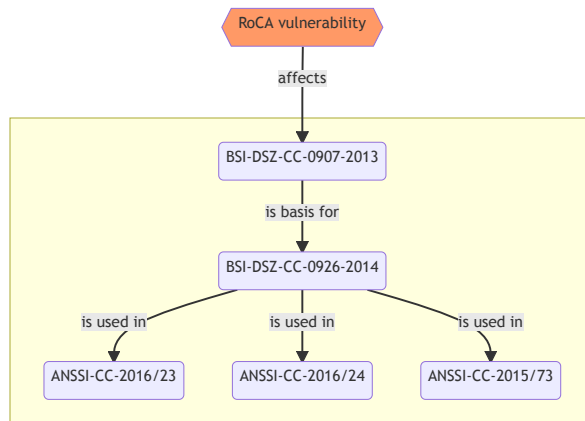 RoCA vulnerability
affects
BSI-DSZ-CC-0907-2013
is basis for
BSI-DSZ-CC-0926-2014
is used in
is used in
is used in
ANSSI-CC-2016/23
ANSSI-CC-2016/24
ANSSI-CC-2015/73